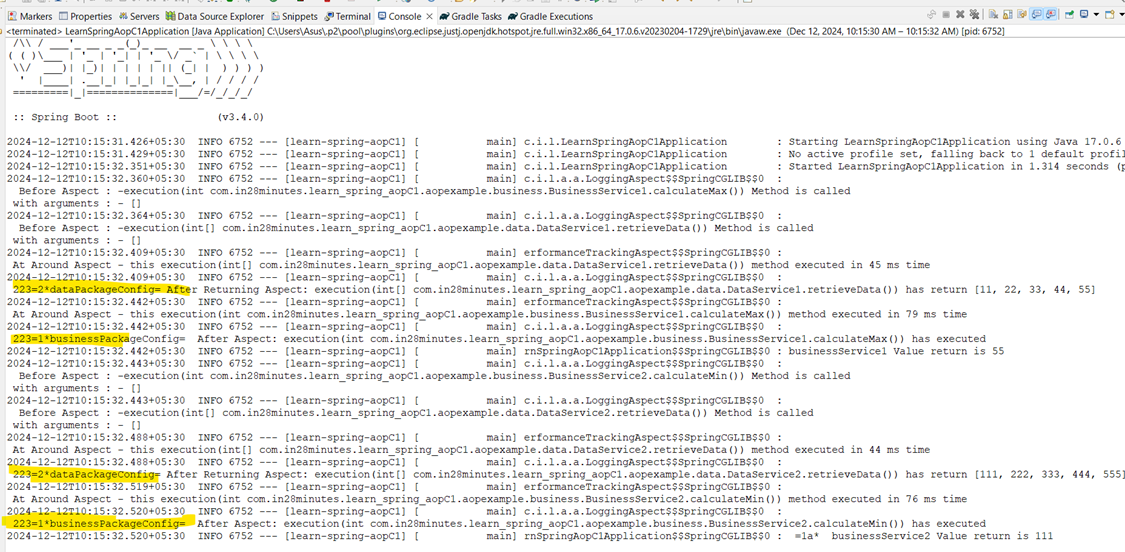 Markers Properties Servers Data Source Explorer Snippets Terminal Console Gradle Tasks Gradle Executions
<terminated> LearnSpringAopC1Application [Java Application] C:\Users\Asus\.p2\pool\plugins\org.eclipse.justj.openjdk.hotspot.jre.full.win32.x86_64_17.0.6.v20230204-1729\jre\bin\javaw.exe (Dec 12, 2024, 10:15:30 AM – 10:15:32 AM) [pid: 6752]
:: Spring Boot :: (v3.4.0)
2024-12-12T10:15:31.426+05:30 INFO 6752 --- [learn-spring-aopC1] [ main] c.i.l.LearnSpringAopC1Application : Starting LearnSpringAopC1Application using Java 17.0.6
2024-12-12T10:15:31.429+05:30 INFO 6752 --- [learn-spring-aopC1] [ main] c.i.l.LearnSpringAopC1Application : No active profile set, falling back to 1 default profil
2024-12-12T10:15:32.351+05:30 INFO 6752 --- [learn-spring-aopC1] [ main] c.i.l.LearnSpringAopC1Application : Started LearnSpringAopC1Application in 1.314 seconds (p
2024-12-12T10:15:32.360+05:30 INFO 6752 --- [learn-spring-aopC1] [ main] c.i.l.a.a.LoggingAspect$$SpringCGLIB$$0 :
Before Aspect : -execution(int com.in28minutes.learn_spring_aopC1.aopexample.business.BusinessService1.calculateMax()) Method is called
with arguments : - []
2024-12-12T10:15:32.364+05:30 INFO 6752 --- [learn-spring-aopC1] [ main] c.i.l.a.a.LoggingAspect$$SpringCGLIB$$0 :
Before Aspect : -execution(int[] com.in28minutes.learn_spring_aopC1.aopexample.data.DataService1.retrieveData()) Method is called
with arguments : - []
2024-12-12T10:15:32.409+05:30 INFO 6752 --- [learn-spring-aopC1] [ main] erformanceTrackingAspect$$SpringCGLIB$$0 :
At Around Aspect - this execution(int[] com.in28minutes.learn_spring_aopC1.aopexample.data.DataService1.retrieveData()) method executed in 45 ms time
2024-12-12T10:15:32.409+05:30 INFO 6752 --- [learn-spring-aopC1] [ main] c.i.l.a.a.LoggingAspect$$SpringCGLIB$$0 :
223=2*dataPackageConfig= After Returning Aspect: execution(int[] com.in28minutes.learn_spring_aopC1.aopexample.data.DataService1.retrieveData()) has return [11, 22, 33, 44, 55]
2024-12-12T10:15:32.442+05:30 INFO 6752 --- [learn-spring-aopC1] [ main] erformanceTrackingAspect$$SpringCGLIB$$0 :
At Around Aspect - this execution(int com.in28minutes.learn_spring_aopC1.aopexample.business.BusinessService1.calculateMax()) method executed in 79 ms time
2024-12-12T10:15:32.442+05:30 INFO 6752 --- [learn-spring-aopC1] [ main] c.i.l.a.a.LoggingAspect$$SpringCGLIB$$0 :
223=1*businessPackageConfig= After Aspect: execution(int com.in28minutes.learn_spring_aopC1.aopexample.business.BusinessService1.calculateMax()) has executed
2024-12-12T10:15:32.442+05:30 INFO 6752 --- [learn-spring-aopC1] [ main] rnSpringAopC1Application$$SpringCGLIB$$0 : businessService1 Value return is 55
2024-12-12T10:15:32.443+05:30 INFO 6752 --- [learn-spring-aopC1] [ main] c.i.l.a.a.LoggingAspect$$SpringCGLIB$$0 :
Before Aspect : -execution(int com.in28minutes.learn_spring_aopC1.aopexample.business.BusinessService2.calculateMin()) Method is called
with arguments : - []
2024-12-12T10:15:32.443+05:30 INFO 6752 --- [learn-spring-aopC1] [ main] c.i.l.a.a.LoggingAspect$$SpringCGLIB$$0 :
Before Aspect : -execution(int[] com.in28minutes.learn_spring_aopC1.aopexample.data.DataService2.retrieveData()) Method is called
with arguments : - []
2024-12-12T10:15:32.488+05:30 INFO 6752 --- [learn-spring-aopC1] [ main] erformanceTrackingAspect$$SpringCGLIB$$0 :
At Around Aspect - this execution(int[] com.in28minutes.learn_spring_aopC1.aopexample.data.DataService2.retrieveData()) method executed in 44 ms time
2024-12-12T10:15:32.488+05:30 INFO 6752 --- [learn-spring-aopC1] [ main] c.i.l.a.a.LoggingAspect$$SpringCGLIB$$0 :
223=2*dataPackageConfig= After Returning Aspect: execution(int[] com.in28minutes.learn_spring_aopC1.aopexample.data.DataService2.retrieveData()) has return [111, 222, 333, 444, 555]
2024-12-12T10:15:32.519+05:30 INFO 6752 --- [learn-spring-aopC1] [ main] erformanceTrackingAspect$$SpringCGLIB$$0 :
At Around Aspect - this execution(int com.in28minutes.learn_spring_aopC1.aopexample.business.BusinessService2.calculateMin()) method executed in 76 ms time
2024-12-12T10:15:32.520+05:30 INFO 6752 --- [learn-spring-aopC1] [ main] c.i.l.a.a.LoggingAspect$$SpringCGLIB$$0 :
223=1*businessPackageConfig= After Aspect: execution(int com.in28minutes.learn_spring_aopC1.aopexample.business.BusinessService2.calculateMin()) has executed
2024-12-12T10:15:32.520+05:30 INFO 6752 --- [learn-spring-aopC1] [ main] rnSpringAopC1Application$$SpringCGLIB$$0 : =1a* businessService2 Value return is 111